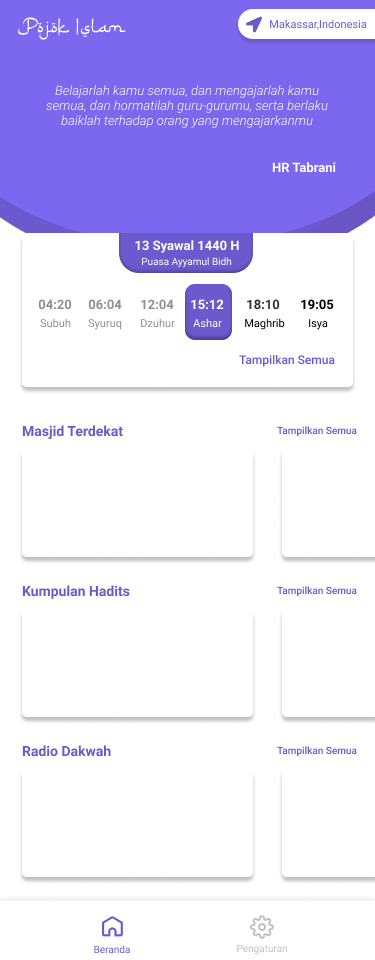 Pojok Islam
Makassar,Indonesia
Belajarlah kamu semua, dan mengajarlah kamu
semua, dan hormatilah guru-gurumu, serta berlaku
baiklah terhadap orang yang mengajarkanmu
HR Tabrani
13 Syawal 1440 H
Puasa Ayyamul Bidh
04:20 06:04 12:04 15:12 18:10 19:05
Subuh Syuruq Dzuhur Ashar Maghrib Isya
Tampilkan Semua
Masjid Terdekat Tampilkan Semua
Kumpulan Hadits Tampilkan Semua
Radio Dakwah Tampilkan Semua
Beranda Pengaturan